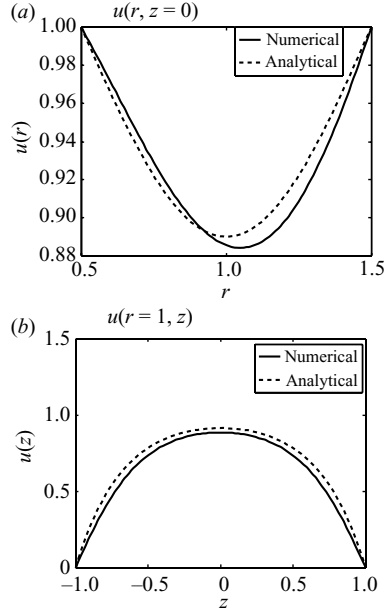 (a)
u(r, z = 0)
1.00
0.98
0.96
0.94
0.92
0.90
0.88
u(r)
Numerical
Analytical
0.5
1.0
1.5
r
(b)
u(r = 1, z)
1.5
1.0
0.5
0
u(z)
Numerical
Analytical
−1.0
−0.5
0
0.5
1.0
z